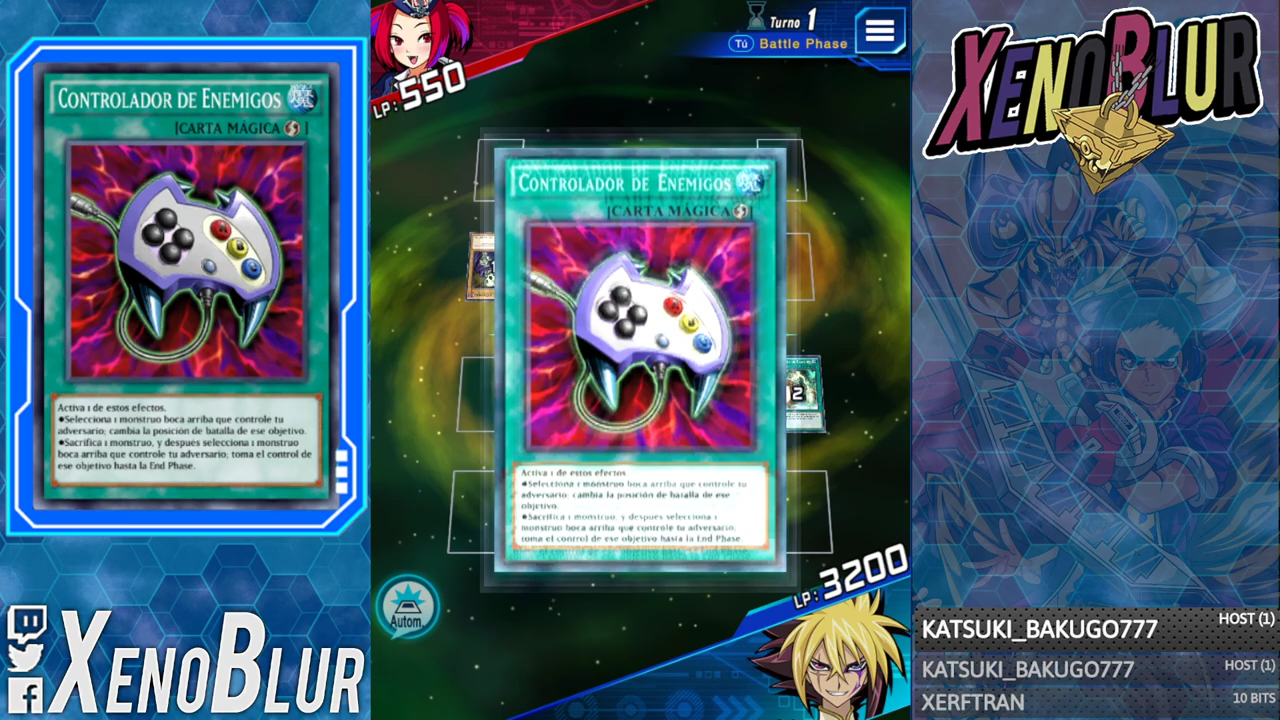 CONTROLADOR DE ENEMIGOS
[CARTA MÁGICA ]
Activa 1 de estos efectos.
●Selecciona 1 monstruo boca arriba que controle tu
adversario; cambia la posición de batalla de ese objetivo.
●Sacrifica 1 monstruo, y después selecciona 1 monstruo
boca arriba que controle tu adversario; toma el control de
ese objetivo hasta la End Phase.
XENOBLUR
LP: 550
Turno 1
Tú Battle Phase
CONTROLADOR DE ENEMIGOS
[CARTA MÁGICA ]
Activa 1 de estos efectos.
●Selecciona 1 monstruo boca arriba que controle tu
adversario; cambia la posición de batalla de ese
objetivo.
●Sacrifica 1 monstruo, y después selecciona 1
monstruo boca arriba que controle tu adversario;
toma el control de ese objetivo hasta la End Phase.
2
Autom.
LP: 3200
XENOBLUR
KATSUKI_BAKUGO777 HOST (1)
KATSUKI_BAKUGO777 HOST (1)
XERFTRAN 10 BITS